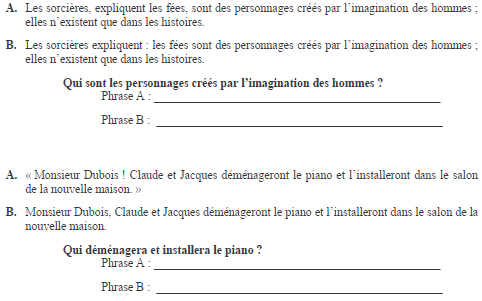 A. Les sorcières, expliquent les fées, sont des personnages créés par l'imagination des hommes ;
elles n'existent que dans les histoires.
B. Les sorcières expliquent : les fées sont des personnages créés par l'imagination des hommes ;
elles n'existent que dans les histoires.
Qui sont les personnages créés par l'imagination des hommes ?
Phrase A :
Phrase B :
A. « Monsieur Dubois ! Claude et Jacques déménageront le piano et l'installeront dans le salon
de la nouvelle maison. »
B. Monsieur Dubois, Claude et Jacques déménageront le piano et l'installeront dans le salon de la
nouvelle maison.
Qui déménagera et installera le piano ?
Phrase A :
Phrase B :